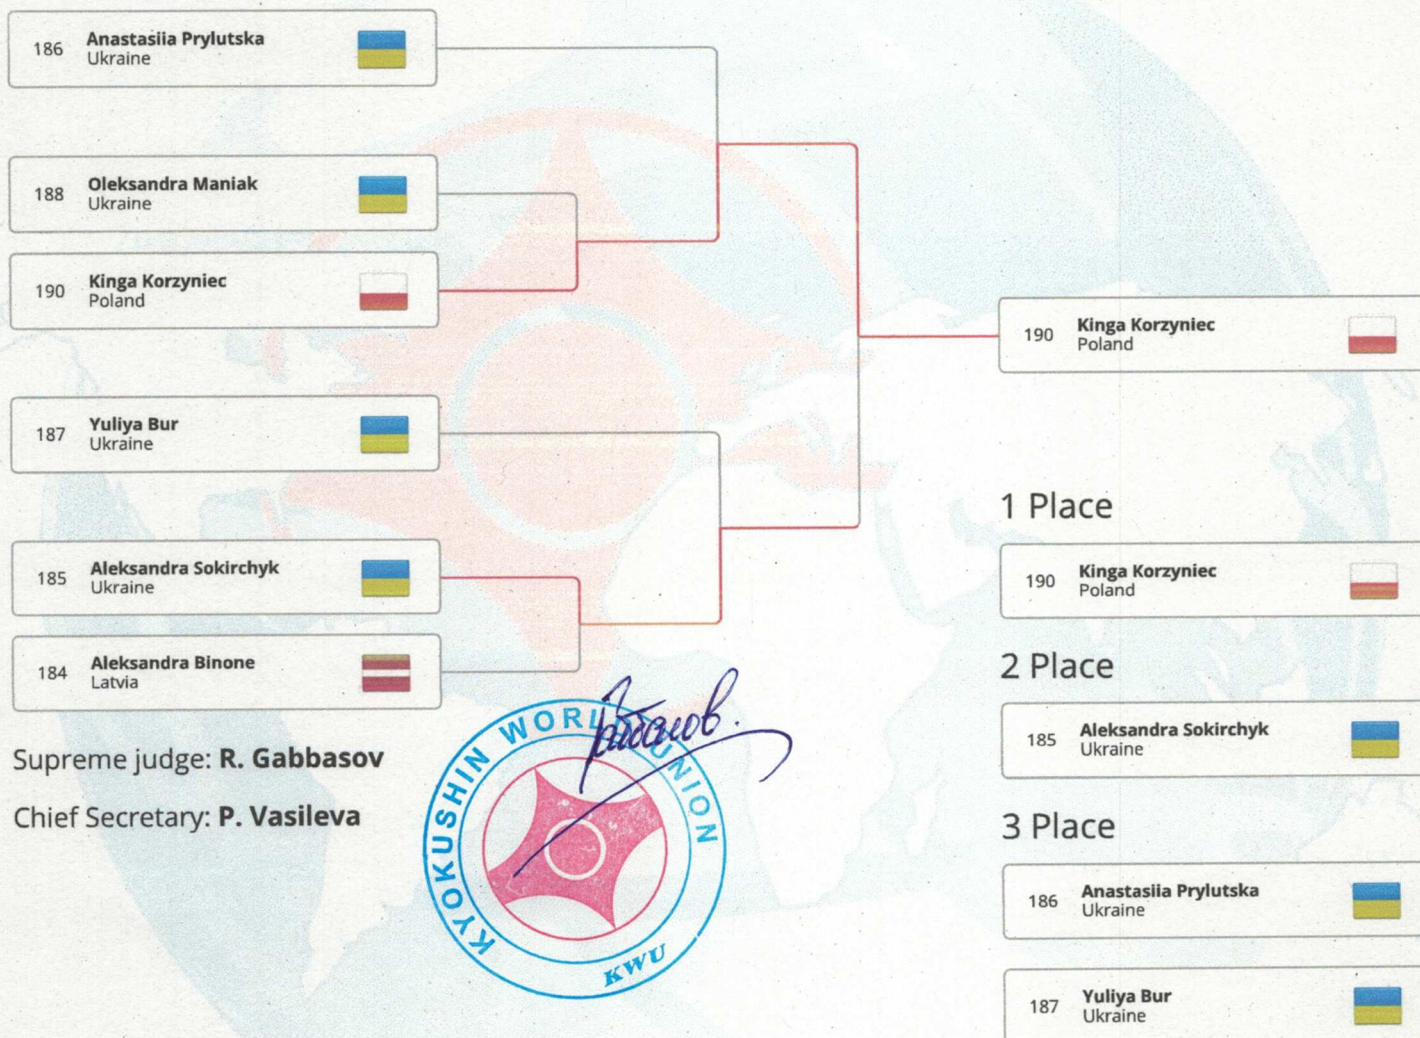 186
Anastasiia Prylutska
Ukraine
188
Oleksandra Maniak
Ukraine
190
Kinga Korzyniec
Poland
187
Yuliya Bur
Ukraine
185
Aleksandra Sokirchyk
Ukraine
184
Aleksandra Binone
Latvia
190
Kinga Korzyniec
Poland
1 Place
190
Kinga Korzyniec
Poland
2 Place
185
Aleksandra Sokirchyk
Ukraine
3 Place
186
Anastasiia Prylutska
Ukraine
187
Yuliya Bur
Ukraine
Supreme judge: R. Gabbasov
Chief Secretary: P. Vasileva
KYOKUSHIN WORLD UNION
KWU